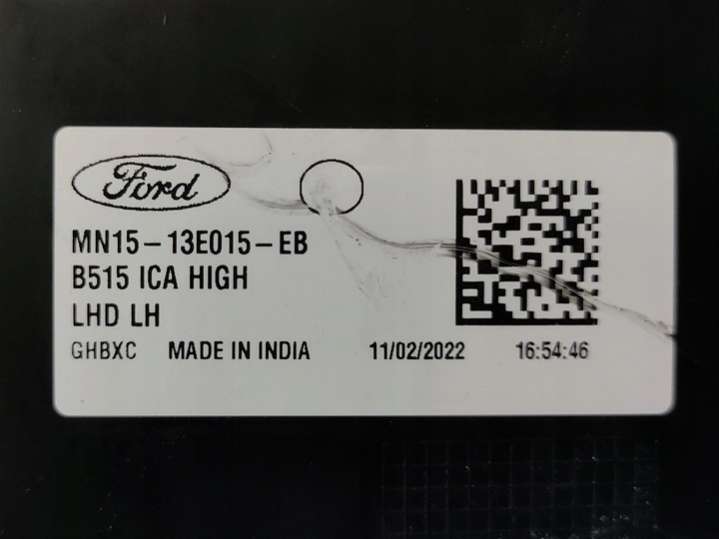 Ford
MN15-13E015-EB
B515 ICA HIGH
LHD LH
GHBXC MADE IN INDIA 11/02/2022 16:54:46